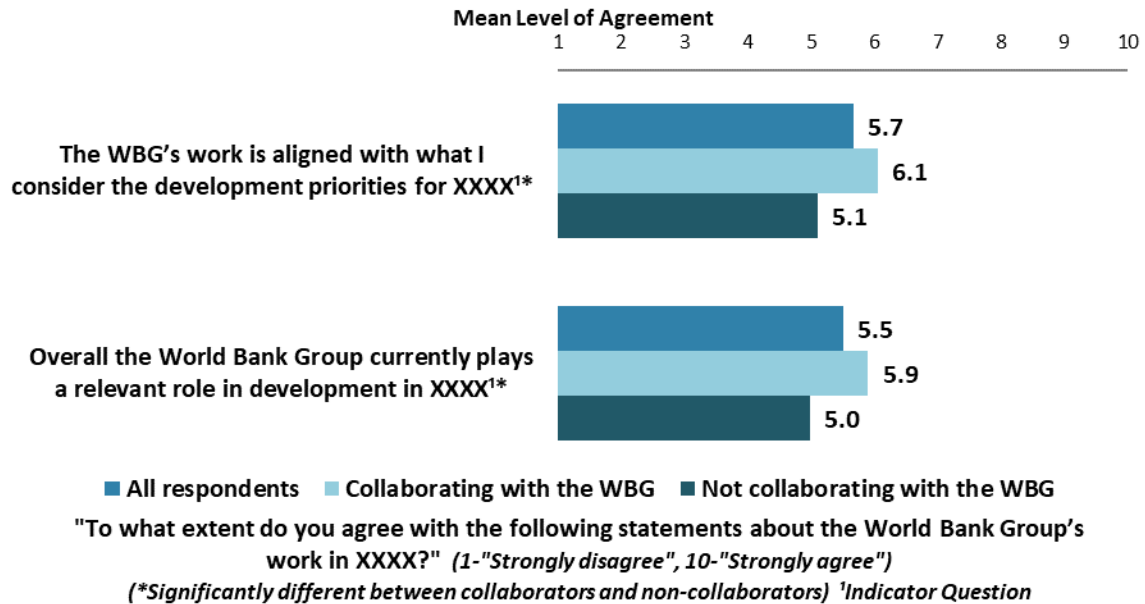 Mean Level of Agreement
1 2 3 4 5 6 7 8 9 10
The WBG’s work is aligned with what I
consider the development priorities for XXXX¹*
5.7
6.1
5.1
Overall the World Bank Group currently plays
a relevant role in development in XXXX¹*
5.5
5.9
5.0
All respondents Collaborating with the WBG Not collaborating with the WBG
"To what extent do you agree with the following statements about the World Bank Group’s
work in XXXX?" (1-"Strongly disagree", 10-"Strongly agree")
(*Significantly different between collaborators and non-collaborators) ¹Indicator Question